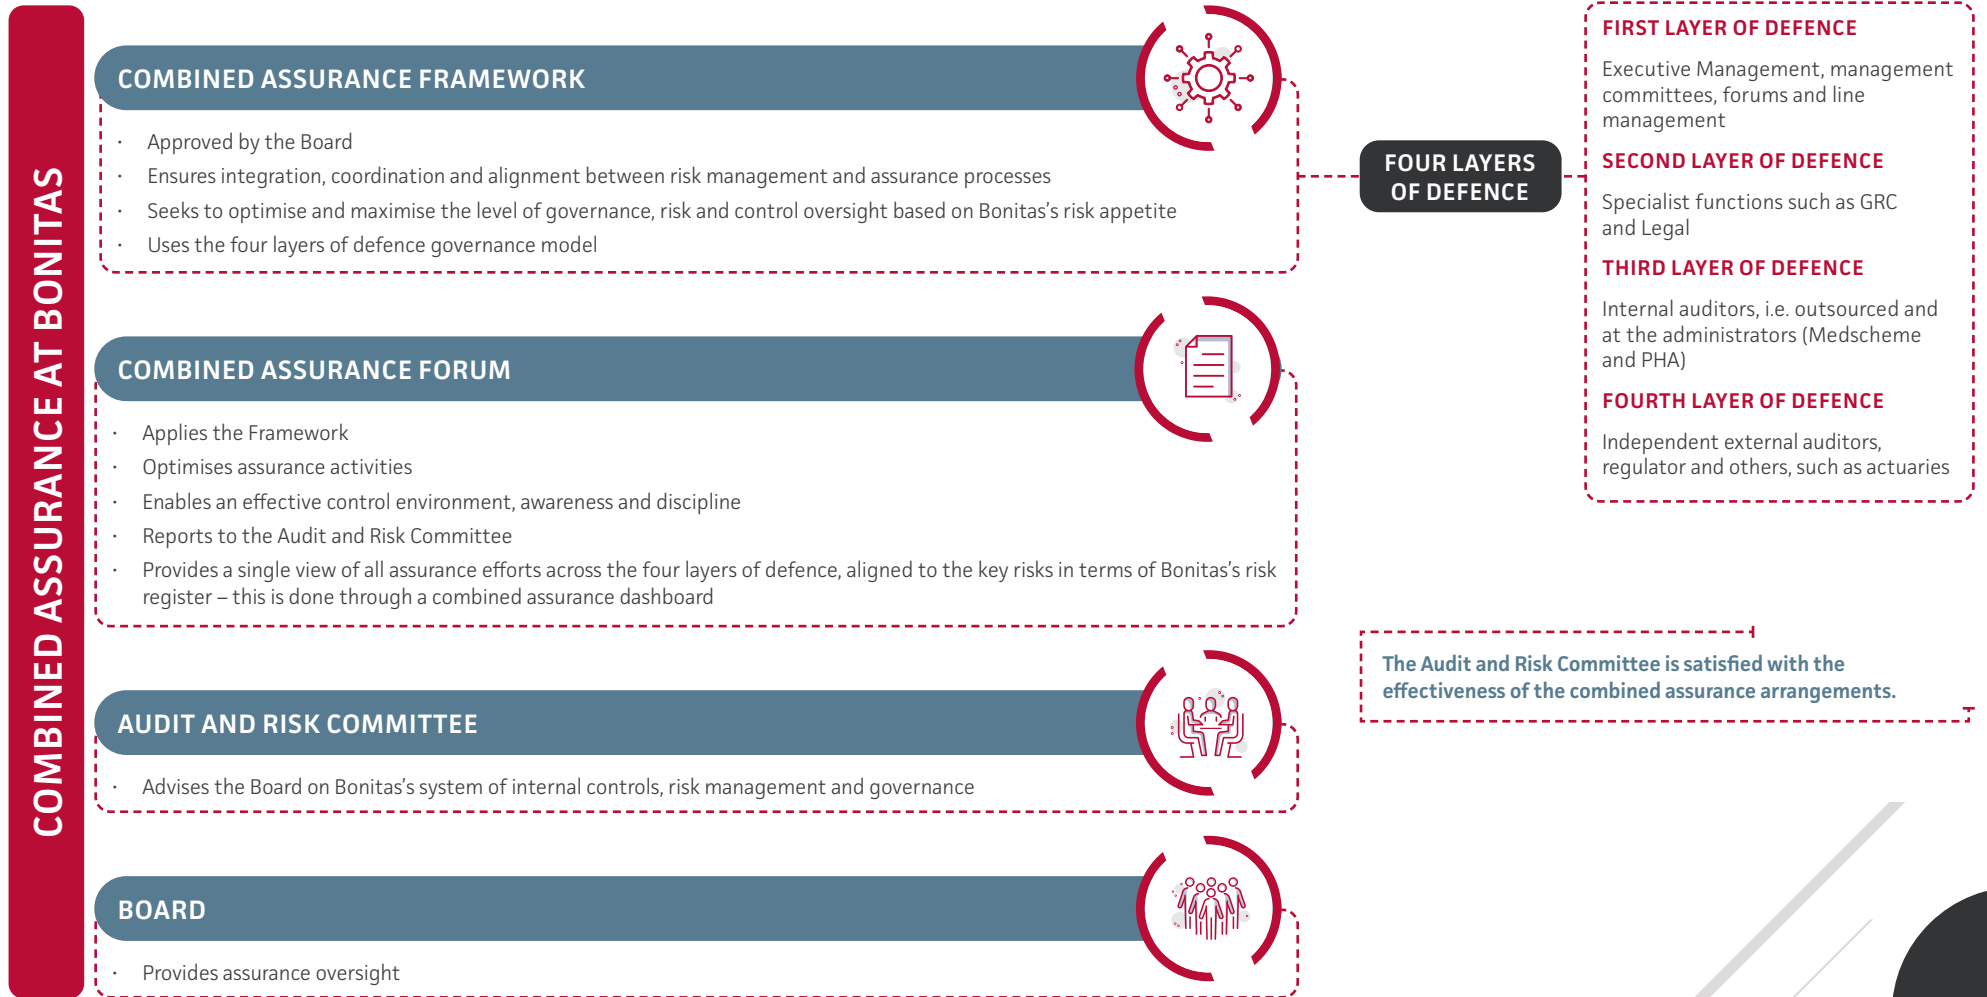 COMBINED ASSURANCE AT BONITAS
COMBINED ASSURANCE FRAMEWORK
· Approved by the Board
· Ensures integration, coordination and alignment between risk management and assurance processes
· Seeks to optimise and maximise the level of governance, risk and control oversight based on Bonitas’s risk appetite
· Uses the four layers of defence governance model
FOUR LAYERS
OF DEFENCE
FIRST LAYER OF DEFENCE
Executive Management, management
committees, forums and line
management
SECOND LAYER OF DEFENCE
Specialist functions such as GRC
and Legal
THIRD LAYER OF DEFENCE
Internal auditors, i.e. outsourced and
at the administrators (Medscheme
and PHA)
FOURTH LAYER OF DEFENCE
Independent external auditors,
regulator and others, such as actuaries
COMBINED ASSURANCE FORUM
· Applies the Framework
· Optimises assurance activities
· Enables an effective control environment, awareness and discipline
· Reports to the Audit and Risk Committee
· Provides a single view of all assurance efforts across the four layers of defence, aligned to the key risks in terms of Bonitas’s risk
register – this is done through a combined assurance dashboard
The Audit and Risk Committee is satisfied with the
effectiveness of the combined assurance arrangements.
AUDIT AND RISK COMMITTEE
· Advises the Board on Bonitas’s system of internal controls, risk management and governance
BOARD
· Provides assurance oversight